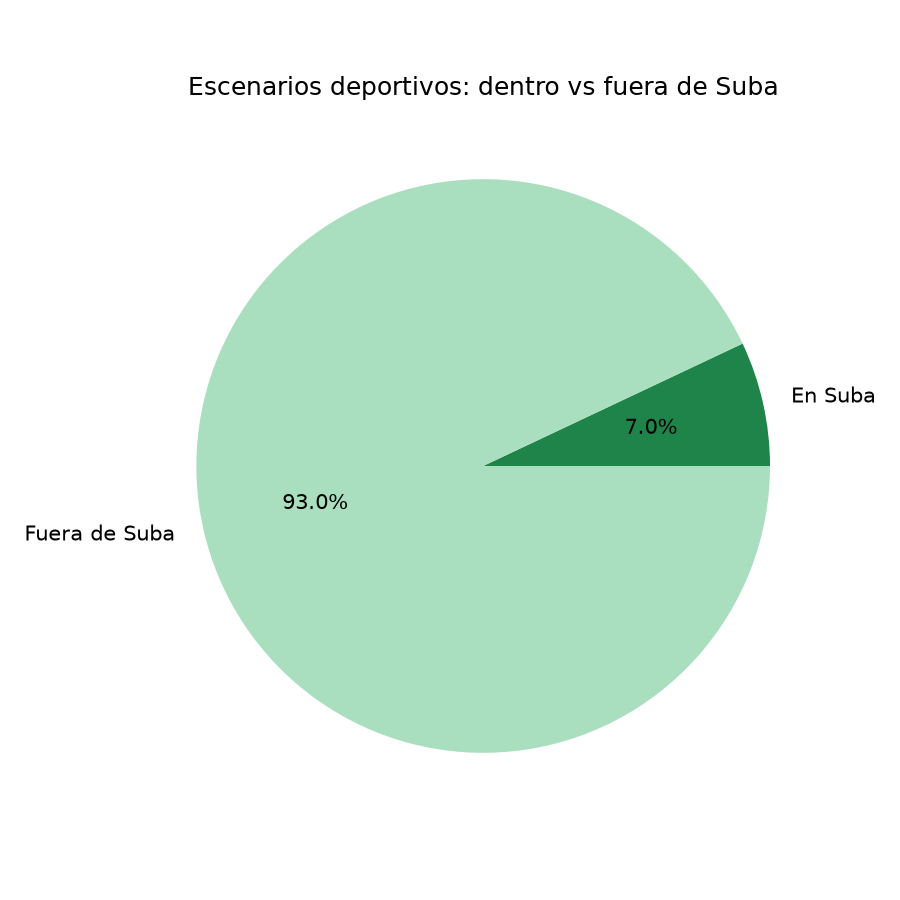 Escenarios deportivos: dentro vs fuera de Suba
En Suba
7.0%
93.0%
Fuera de Suba